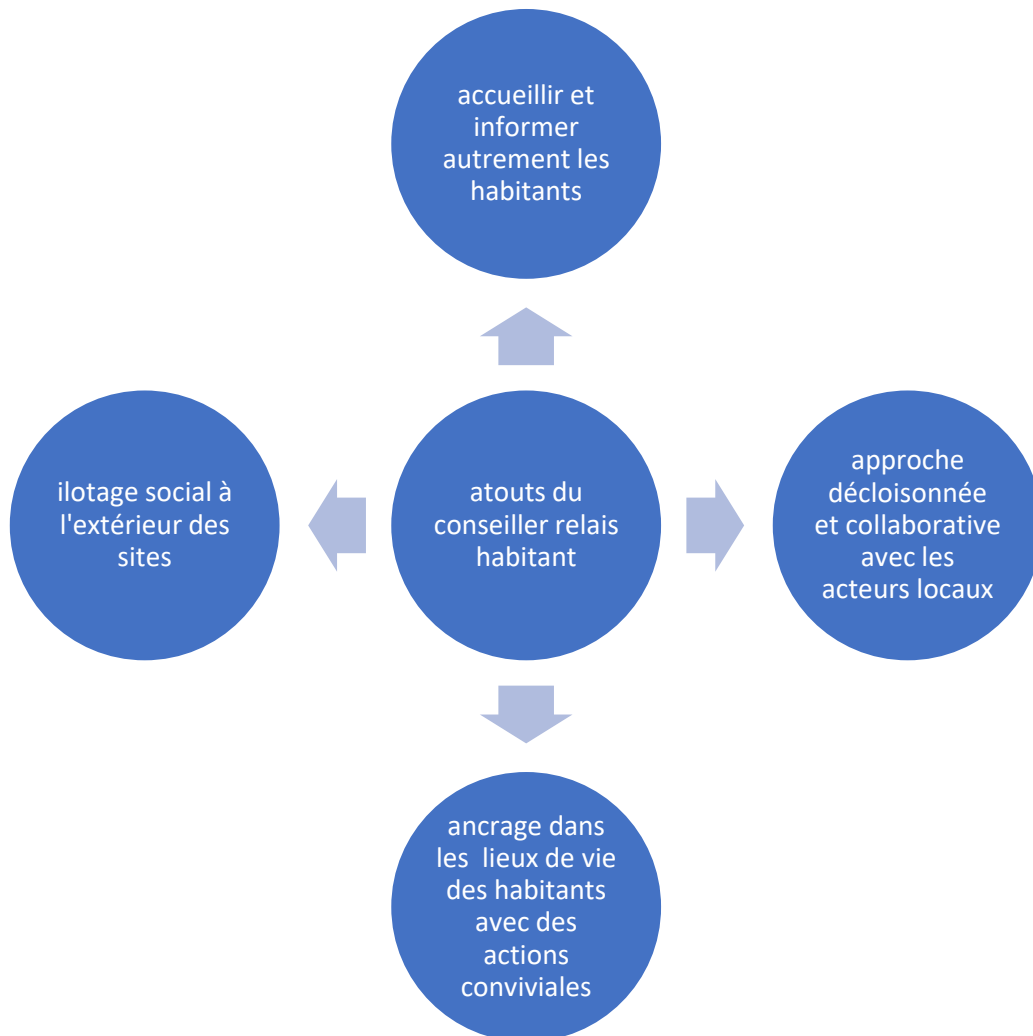 accueillir et
informer
autrement les
habitants
ilotage social à
l'extérieur des
sites
atouts du
conseiller relais
habitant
approche
décloisonnée
et collaborative
avec les
acteurs locaux
ancrage dans
les lieux de vie
des habitants
avec des
actions
conviviales